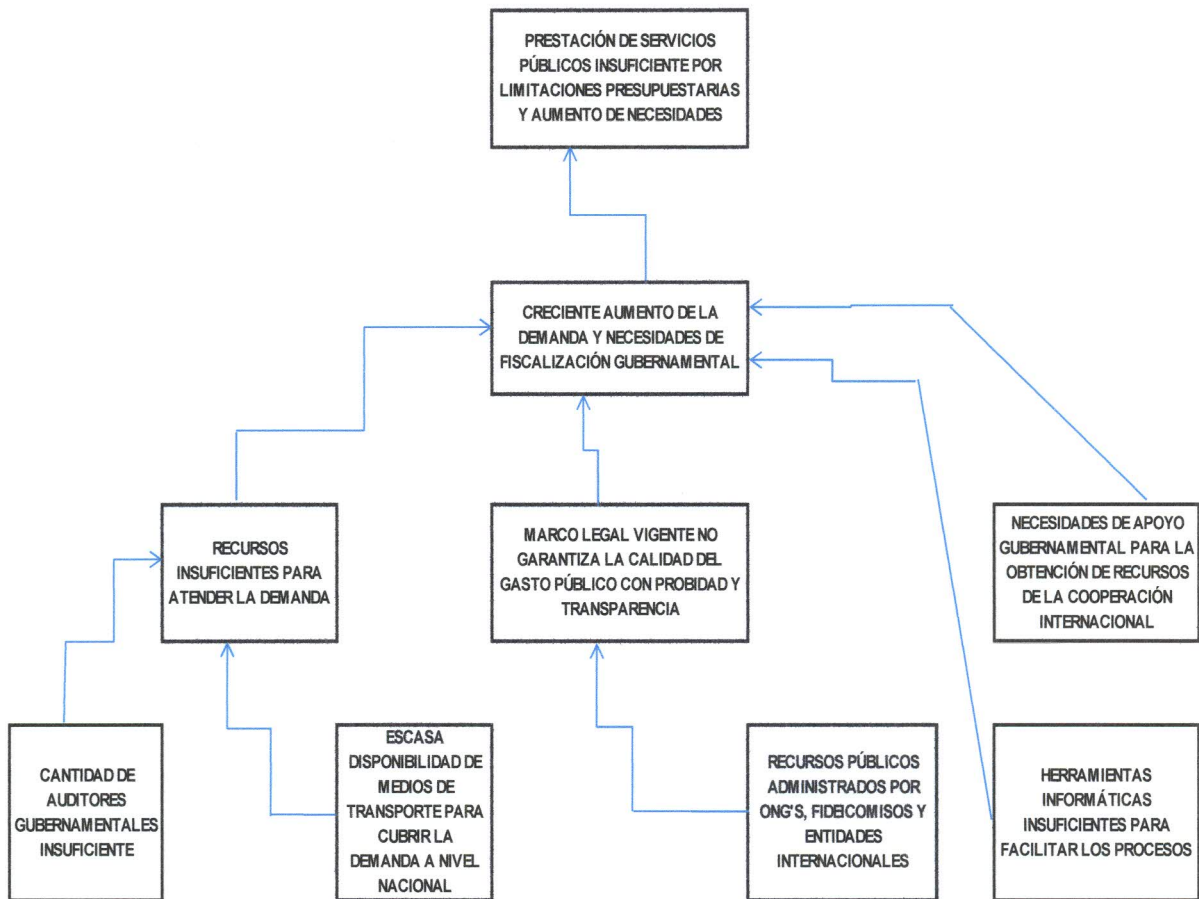 PRESTACIÓN DE SERVICIOS
PÚBLICOS INSUFICIENTE POR
LIMITACIONES PRESUPUESTARIAS
Y AUMENTO DE NECESIDADES
CRECIENTE AUMENTO DE LA
DEMANDA Y NECESIDADES DE
FISCALIZACIÓN GUBERNAMENTAL
RECURSOS
INSUFICIENTES PARA
ATENDER LA DEMANDA
MARCO LEGAL VIGENTE NO
GARANTIZA LA CALIDAD DEL
GASTO PÚBLICO CON PROBIDAD Y
TRANSPARENCIA
NECESIDADES DE APOYO
GUBERNAMENTAL PARA LA
OBTENCIÓN DE RECURSOS
DE LA COOPERACIÓN
INTERNACIONAL
CANTIDAD DE
AUDITORES
GUBERNAMENTALES
INSUFICIENTE
ESCASA
DISPONIBILIDAD DE
MEDIOS DE
TRANSPORTE PARA
CUBRIR LA
DEMANDA A NIVEL
NACIONAL
RECURSOS PÚBLICOS
ADMINISTRADOS POR
ONG'S, FIDEICOMISOS Y
ENTIDADES
INTERNACIONALES
HERRAMIENTAS
INFORMÁTICAS
INSUFICIENTES PARA
FACILITAR LOS PROCESOS